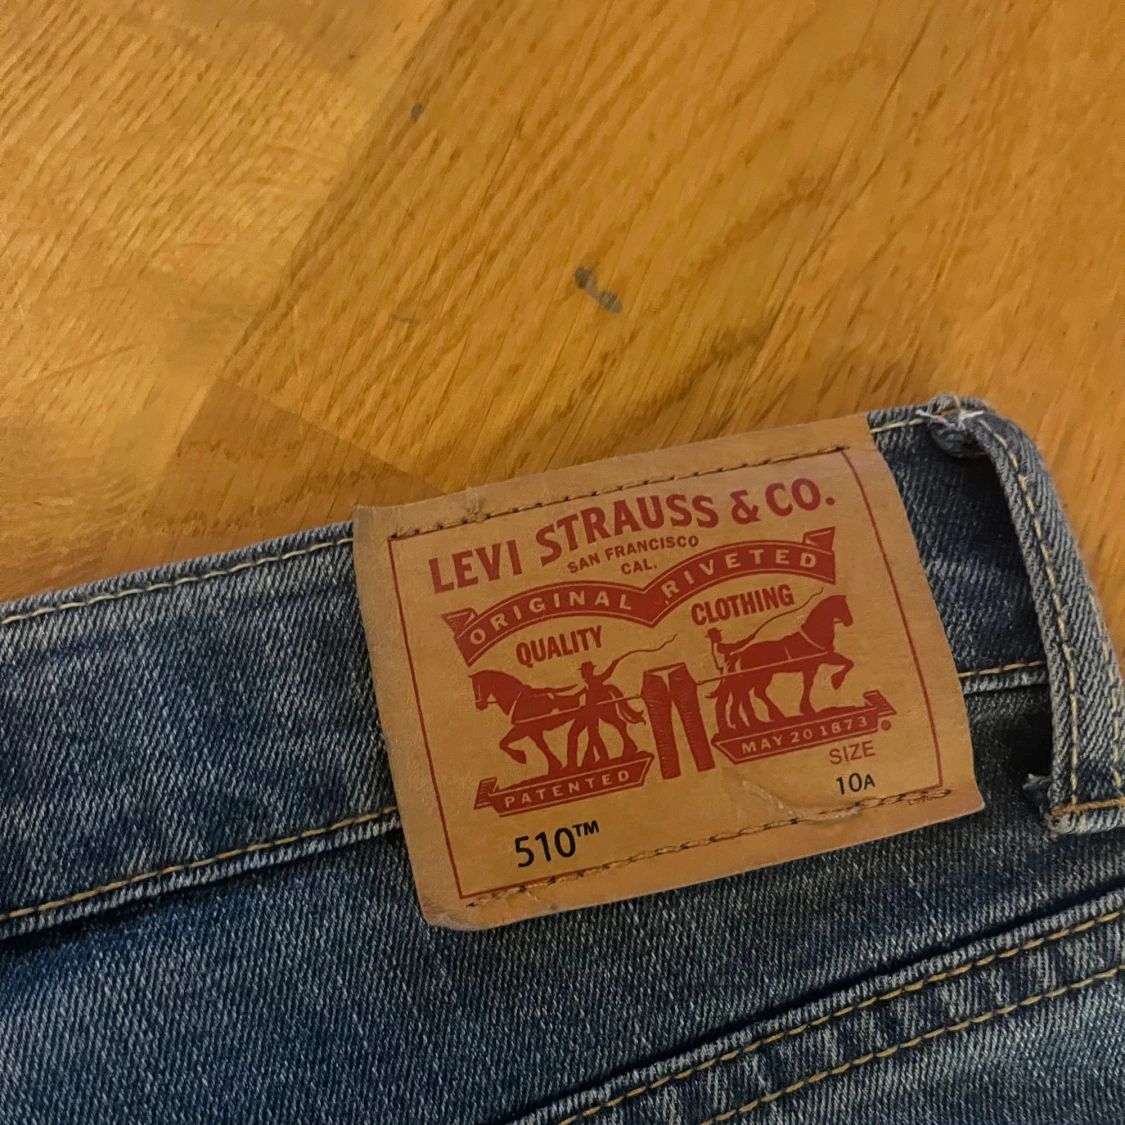 LEVI STRAUSS & CO.
SAN FRANCISCO
CAL.
ORIGINAL RIVETED
QUALITY CLOTHING
PATENTED
MAY 20 1873®
SIZE
10A
510™